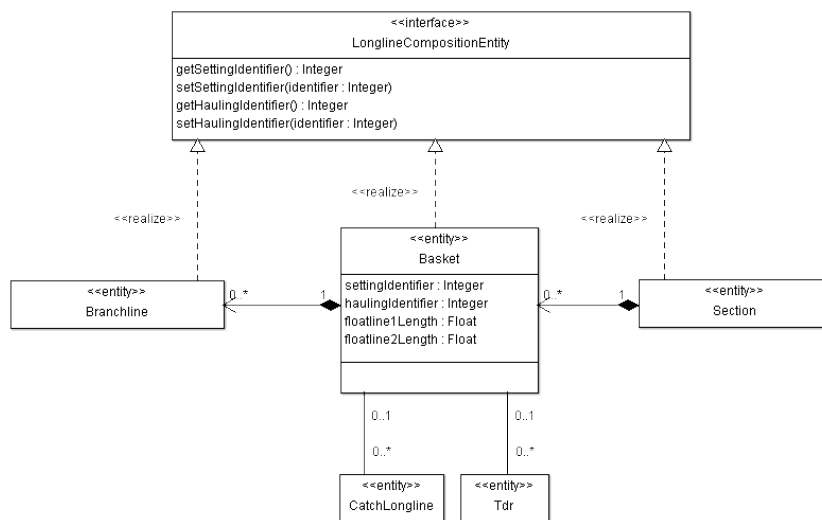 <<interface>>
LonglineCompositionEntity
getSettingIdentifier() : Integer
setSettingIdentifier(identifier : Integer)
getHaulingIdentifier() : Integer
setHaulingIdentifier(identifier : Integer)
<<realize>>
<<realize>>
<<realize>>
<<entity>>
Branchline
0..*
1
<<entity>>
Basket
settingIdentifier : Integer
haulingIdentifier : Integer
floatline1Length : Float
floatline2Length : Float
0..*
1
<<entity>>
Section
0..1
0..1
0..*
0..*
<<entity>>
CatchLongline
<<entity>>
Tdr